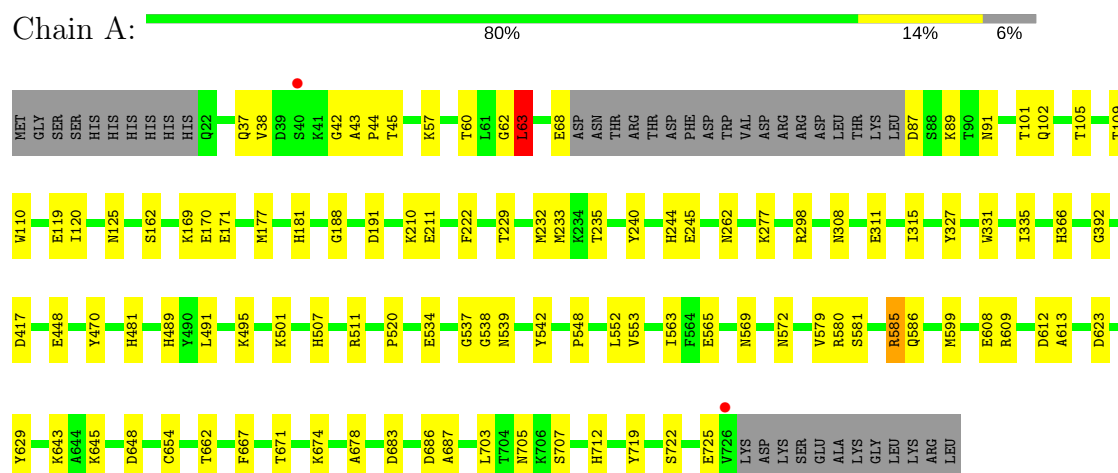 Chain A:
80% 14% 6%
MET GLY SER SER HIS HIS HIS HIS HIS HIS Q22 Q37 V38 D39 S40 K41 G42 A43 P44 T45 K57 T60 L61 G62 L63 E68 ASP ASN THR ARG THR ASP PHE ASP TRP VAL ASP ARG ARG ASP LEU THR LYS LEU D87 S88 K89 T90 N91 T101 Q102 T105 T109
W110 E119 I120 N125 S162 K169 E170 E171 M177 H181 G188 D191 K210 E211 F222 T229 M232 M233 K234 T235 Y240 H244 E245 N262 K277 R298 N308 E311 I315 Y327 W331 I335 H366 G392
D417 E448 Y470 H481 H489 Y490 L491 K495 K501 H507 R511 P520 E534 G537 G538 N539 Y542 P548 L552 V553 I563 F564 E565 N569 N572 V579 R580 S581 R585 Q586 M599 E608 R609 D612 A613 D623
Y629 K643 A644 K645 D648 C654 T662 F667 T671 K674 A678 D683 D686 A687 L703 T704 N705 K706 S707 H712 Y719 S722 E725 V726 LYS ASP LYS SER GLU ALA LYS GLY LEU LYS ARG LEU